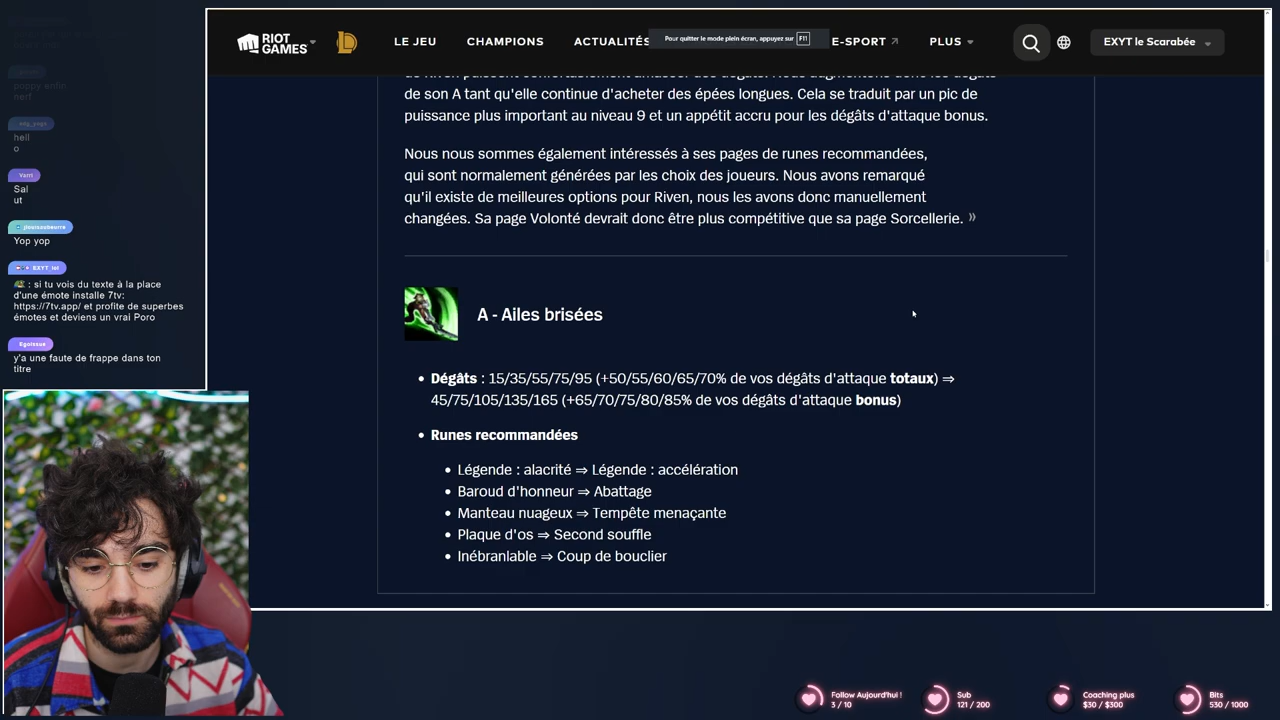 RIOT
GAMES
LE JEU
CHAMPIONS
ACTUALITÉS
Pour quitter le mode plein écran, appuyez sur F11
E-SPORT
PLUS
EXYT le Scarabée
de son A tant qu'elle continue d'acheter des épées longues. Cela se traduit par un pic de
puissance plus important au niveau 9 et un appétit accru pour les dégâts d'attaque bonus.
Nous nous sommes également intéressés à ses pages de runes recommandées,
qui sont normalement générées par les choix des joueurs. Nous avons remarqué
qu'il existe de meilleures options pour Riven, nous les avons donc manuellement
changées. Sa page Volonté devrait donc être plus compétitive que sa page Sorcellerie. »
A - Ailes brisées
• Dégâts : 15/35/55/75/95 (+50/55/60/65/70% de vos dégâts d'attaque totaux) ⇒
45/75/105/135/165 (+65/70/75/80/85% de vos dégâts d'attaque bonus)
• Runes recommandées
• Légende : alacrité ⇒ Légende : accélération
• Baroud d'honneur ⇒ Abattage
• Manteau nuageux ⇒ Tempête menaçante
• Plaque d'os ⇒ Second souffle
• Inébranlable ⇒ Coup de bouclier
poppy enfin
nerf
hell
o
Varri
Sal
ut
Yop yop
EXYT_lol
: si tu vois du texte à la place
d'une émote installe 7tv:
https://7tv.app/ et profite de superbes
émotes et deviens un vrai Poro
Egoissue
y'a une faute de frappe dans ton
titre
Follow Aujourd'hui !
3 / 10
Sub
121 / 200
Coaching plus
$30 / $300
Bits
530 / 1000